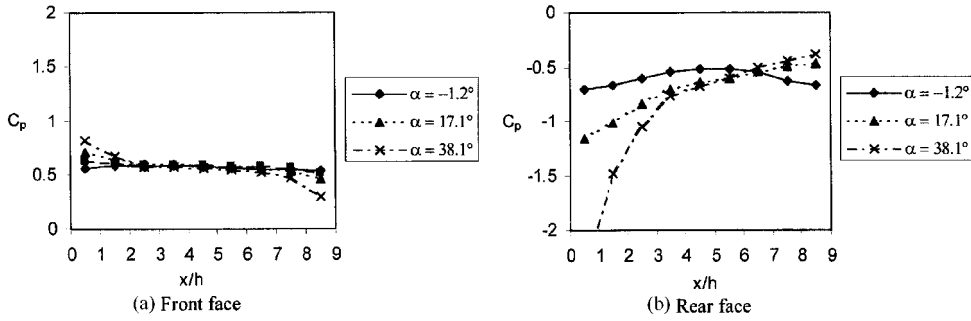 2
1.5
C_p 1
0.5
0
0 1 2 3 4 5 6 7 8 9
x/h
α = −1.2°
α = 17.1°
α = 38.1°
(a) Front face
-0
-0.5
C_p -1
-1.5
-2
0 1 2 3 4 5 6 7 8 9
x/h
α = −1.2°
α = 17.1°
α = 38.1°
(b) Rear face